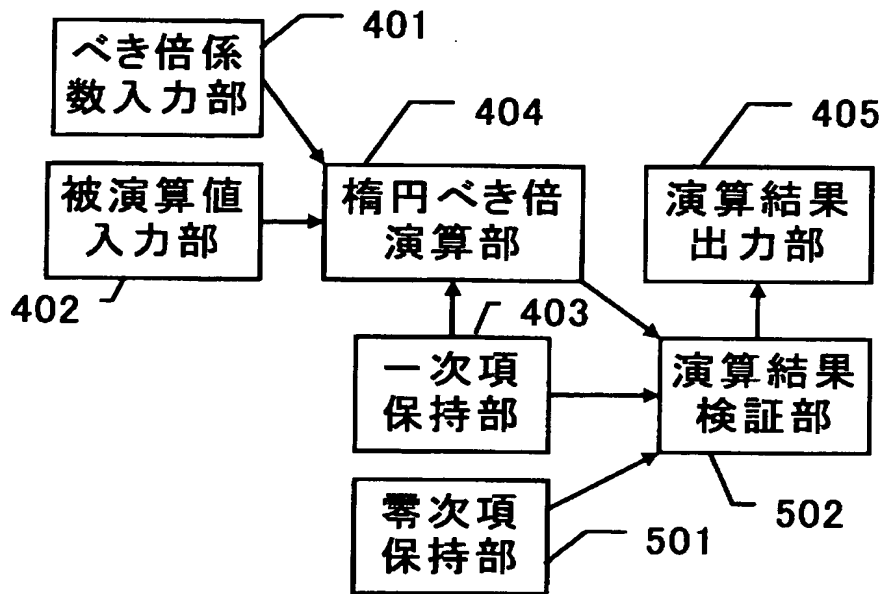 401
べき倍係
数入力部
404
405
被演算値
入力部
楕円べき倍
演算部
演算結果
出力部
402
403
一次項
保持部
演算結果
検証部
零次項
保持部
501
502